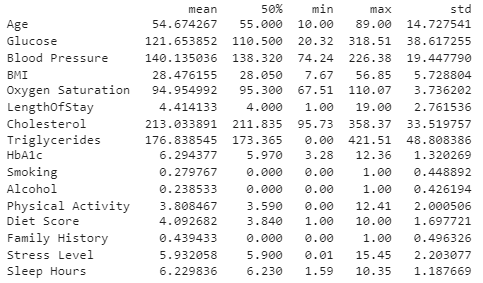 mean 50% min max std
Age 54.674267 55.000 10.00 89.00 14.727541
Glucose 121.653852 110.500 20.32 318.51 38.617255
Blood Pressure 140.135036 138.320 74.24 226.38 19.447790
BMI 28.476155 28.050 7.67 56.85 5.728804
Oxygen Saturation 94.954992 95.300 67.51 110.07 3.736202
LengthOfStay 4.414133 4.000 1.00 19.00 2.761536
Cholesterol 213.033891 211.835 95.73 358.37 33.519757
Triglycerides 176.838545 173.365 0.00 421.51 48.808386
HbA1c 6.294377 5.970 3.28 12.36 1.320269
Smoking 0.279767 0.000 0.00 1.00 0.448892
Alcohol 0.238533 0.000 0.00 1.00 0.426194
Physical Activity 3.808467 3.590 0.00 12.41 2.000506
Diet Score 4.092682 3.840 1.00 10.00 1.697721
Family History 0.439433 0.000 0.00 1.00 0.496326
Stress Level 5.932058 5.900 0.01 15.45 2.203077
Sleep Hours 6.229836 6.230 1.59 10.35 1.187669